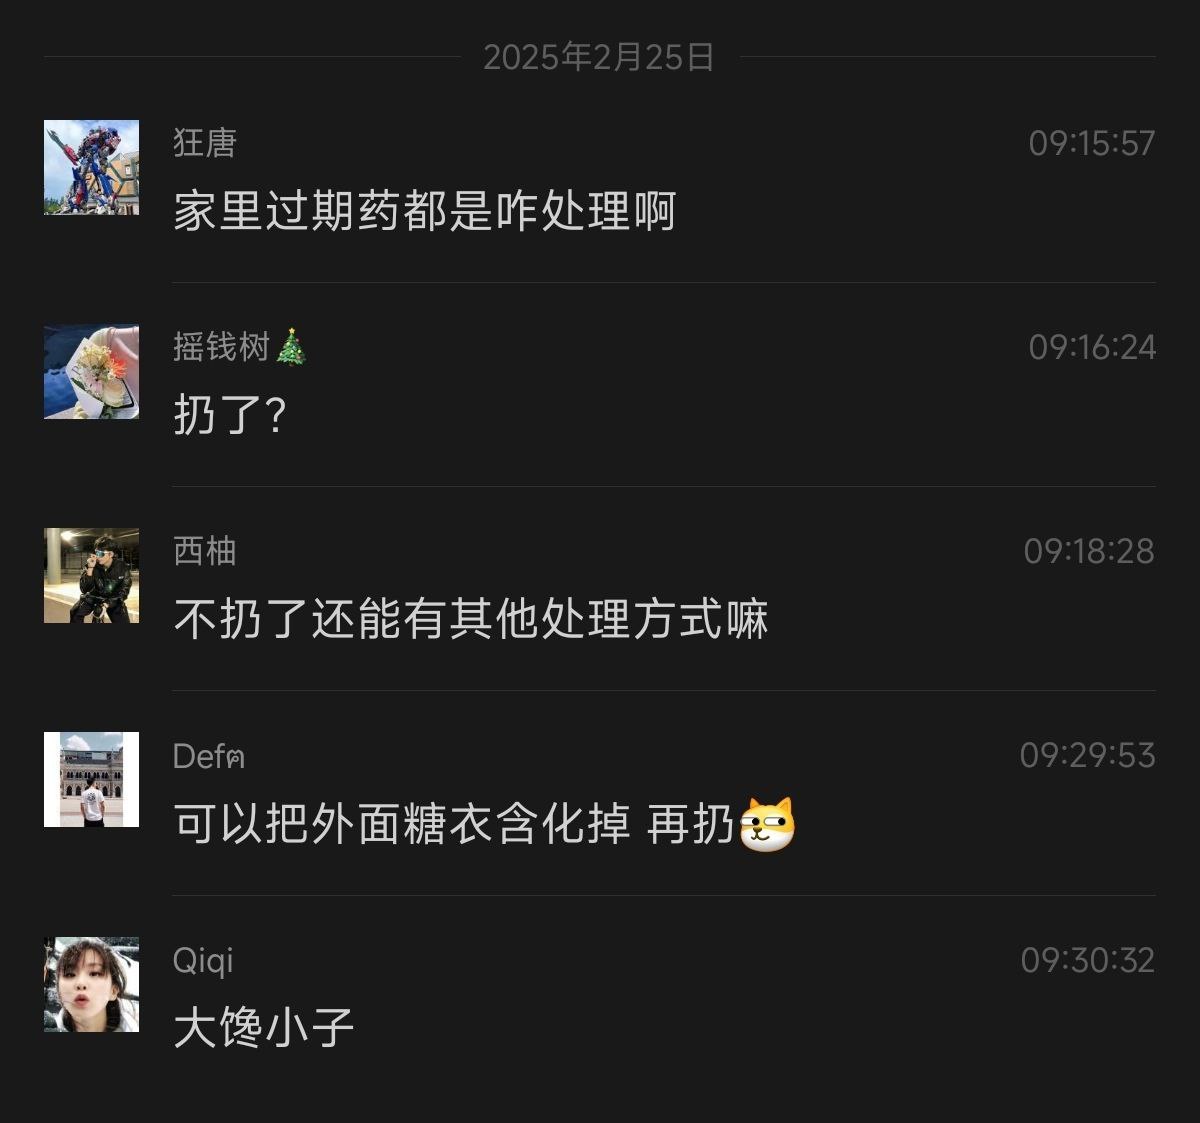 2025年2月25日
狂唐 09:15:57
家里过期药都是咋处理啊
摇钱树🎄 09:16:24
扔了?
西柚 09:18:28
不扔了还能有其他处理方式嘛
Defค 09:29:53
可以把外面糖衣含化掉 再扔
Qiqi 09:30:32
大馋小子